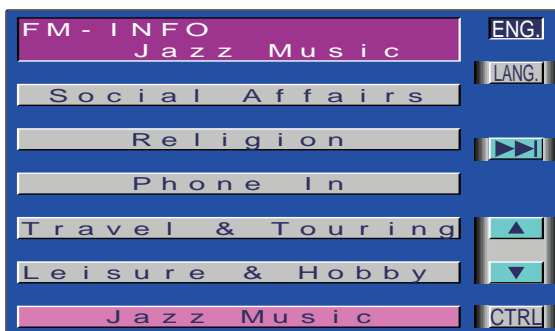 FM-INFO
Jazz Music
ENG.
LANG.
Social Affairs
Religion
Phone In
Travel & Touring
Leisure & Hobby
Jazz Music
CTRL